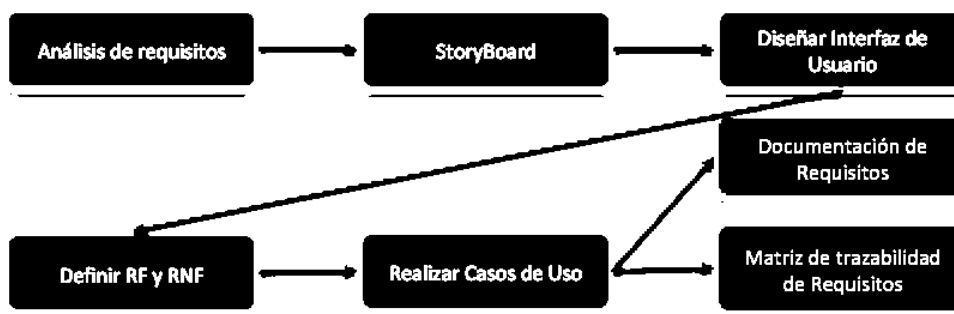 Análisis de requisitos
StoryBoard
Diseñar Interfaz de
Usuario
Documentación de
Requisitos
Definir RF y RNF
Realizar Casos de Uso
Matriz de trazabilidad
de Requisitos